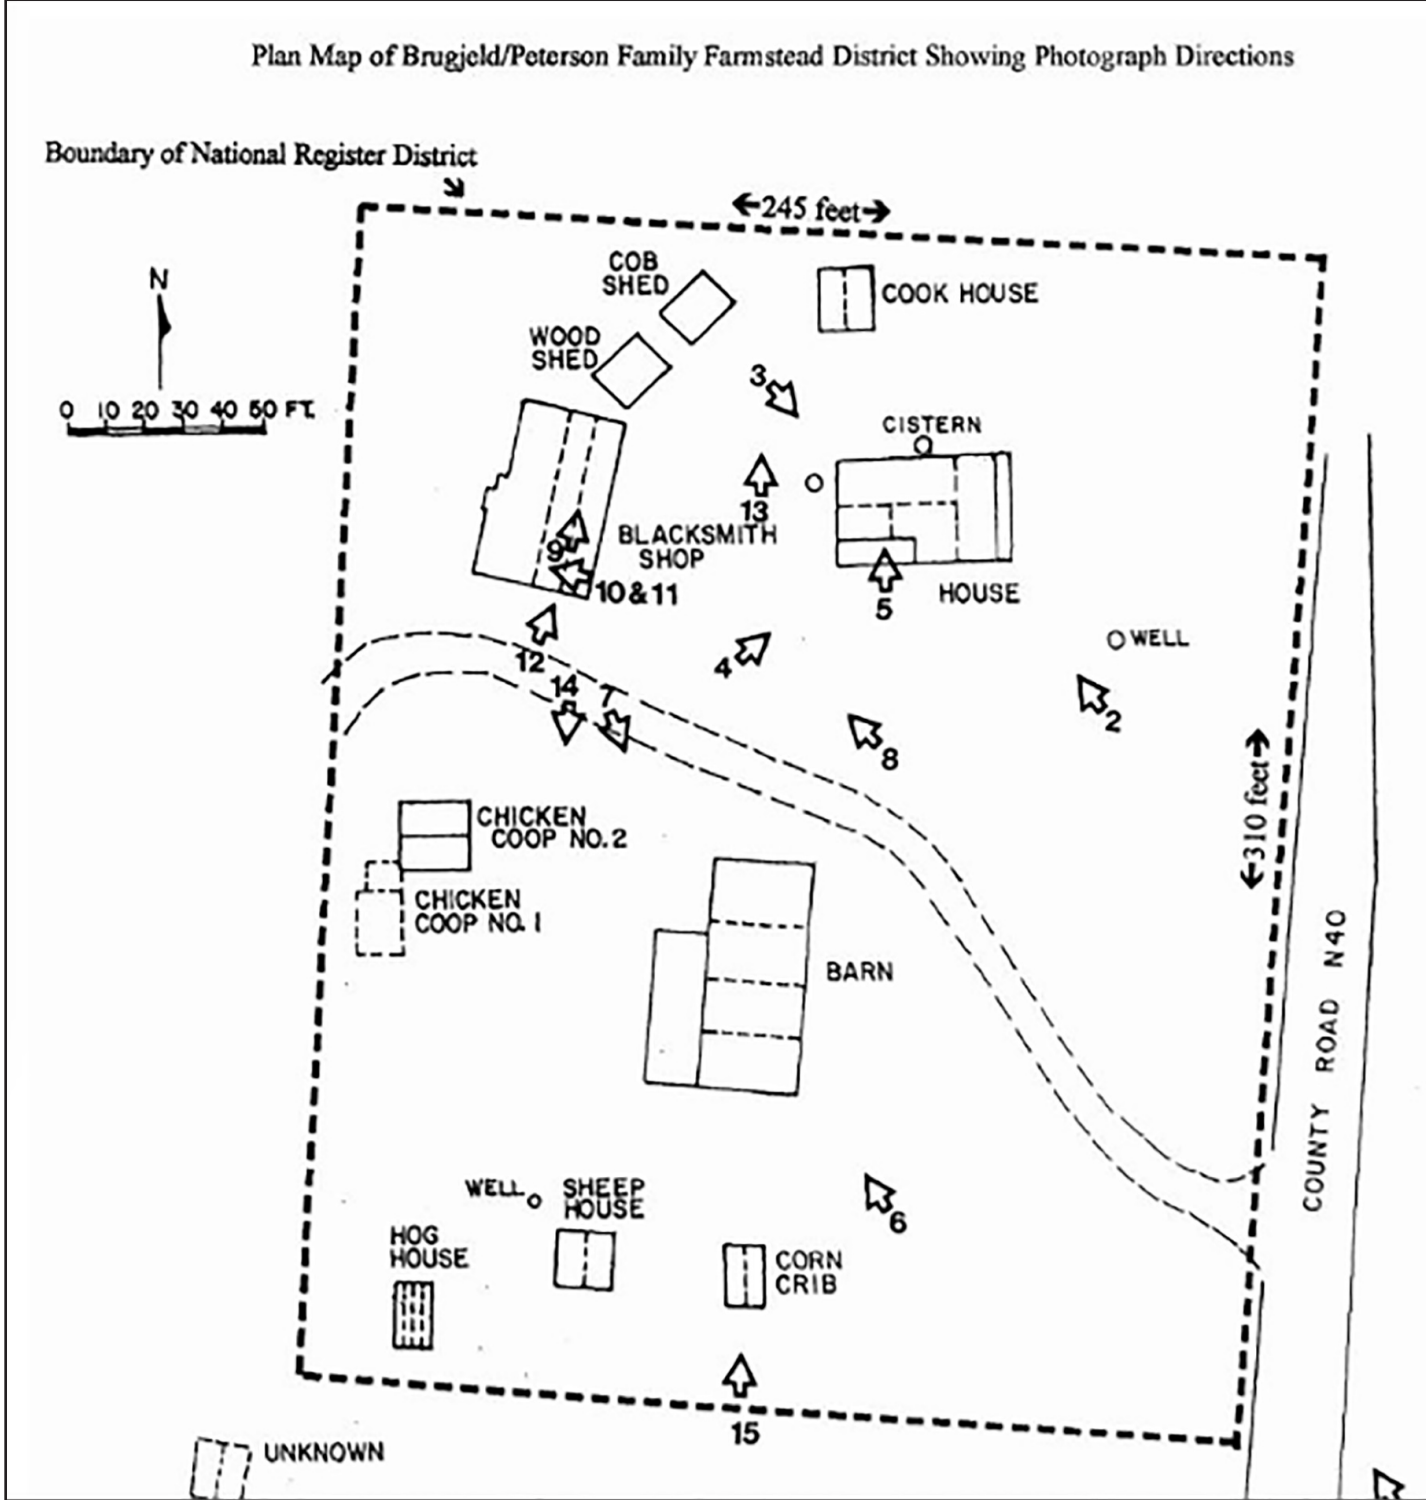 Plan Map of Brugjeld/Peterson Family Farmstead District Showing Photograph Directions
Boundary of National Register District
245 feet
N
0 10 20 30 40 50 FT.
COB
SHED
COOK HOUSE
WOOD
SHED
3
CISTERN
13
BLACKSMITH
SHOP
9
10&11
5
HOUSE
12
4
WELL
14
7
2
8
310 feet
CHICKEN
COOP NO. 2
CHICKEN
COOP NO. 1
BARN
COUNTY ROAD N40
WELL
SHEEP
HOUSE
6
HOG
HOUSE
CORN
CRIB
15
UNKNOWN